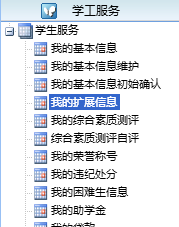 学工服务
学生服务
我的基本信息
我的基本信息维护
我的基本信息初始确认
我的扩展信息
我的综合素质测评
综合素质测评自评
我的荣誉称号
我的违纪处分
我的困难生信息
我的助学金
我的贷款